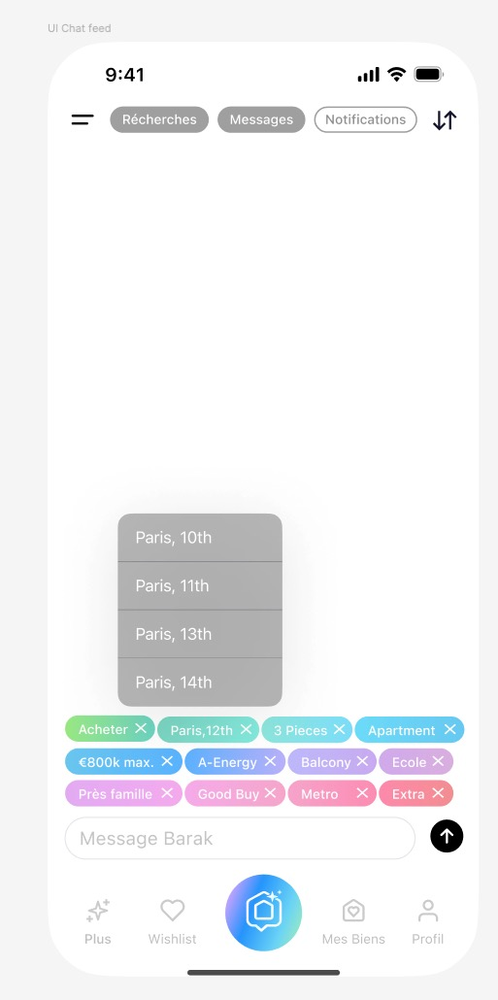 UI Chat feed
9:41
Récherches Messages Notifications
Paris, 10th
Paris, 11th
Paris, 13th
Paris, 14th
Acheter Paris,12th 3 Pieces Apartment
€800k max. A-Energy Balcony Ecole
Près famille Good Buy Metro Extra
Message Barak
Plus Wishlist Mes Biens Profil